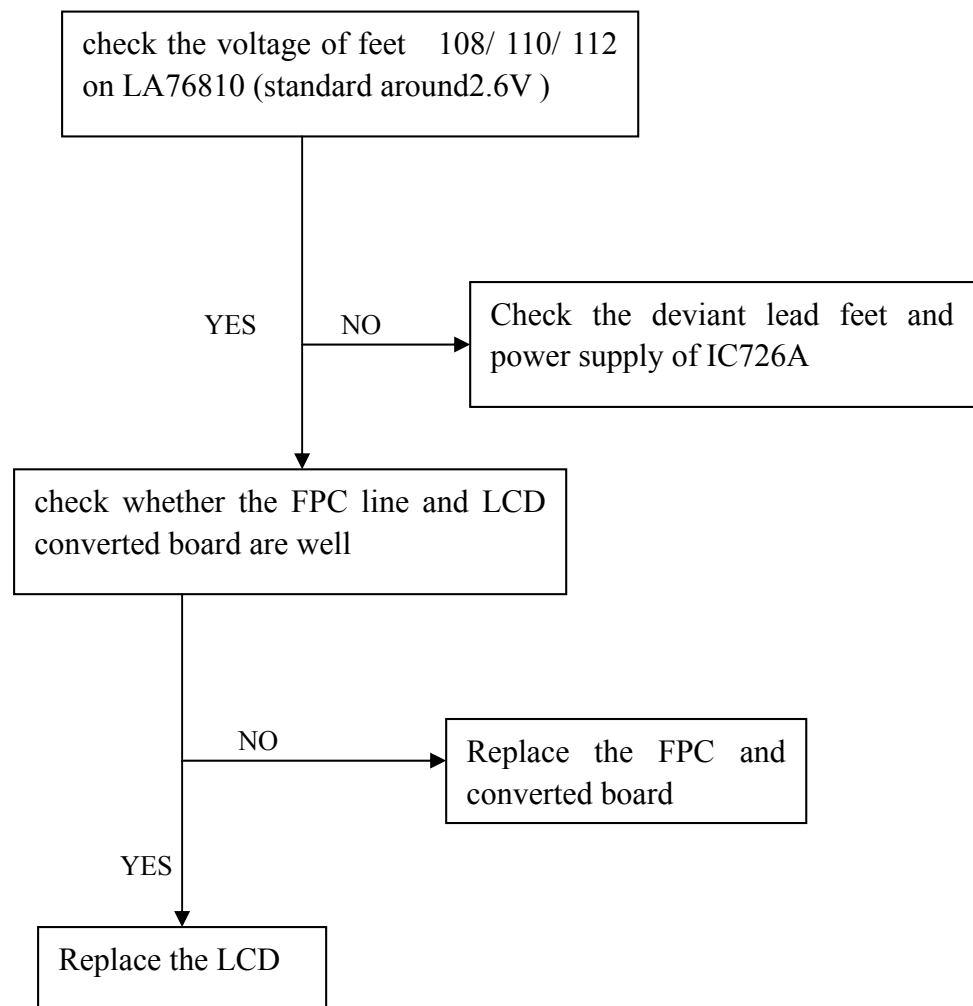 check the voltage of feet 108/ 110/ 112
on LA76810 (standard around2.6V )
YES
NO
Check the deviant lead feet and
power supply of IC726A
check whether the FPC line and LCD
converted board are well
NO
Replace the FPC and
converted board
YES
Replace the LCD